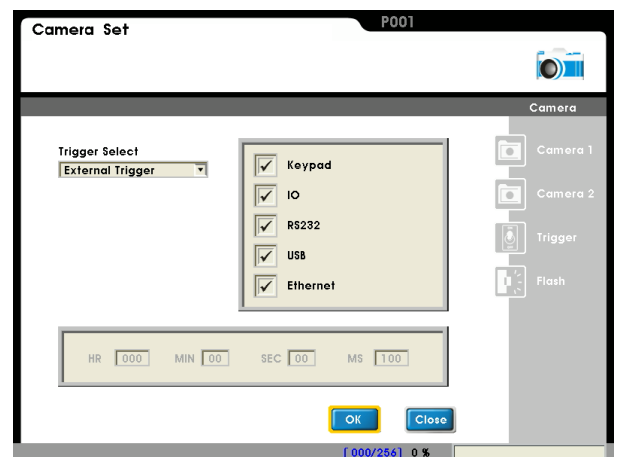 Camera Set
P001
Camera
Trigger Select
External Trigger
Keypad
IO
RS232
USB
Ethernet
Camera 1
Camera 2
Trigger
Flash
HR 000 MIN 00 SEC 00 MS 100
OK Close
[000/256] 0 %